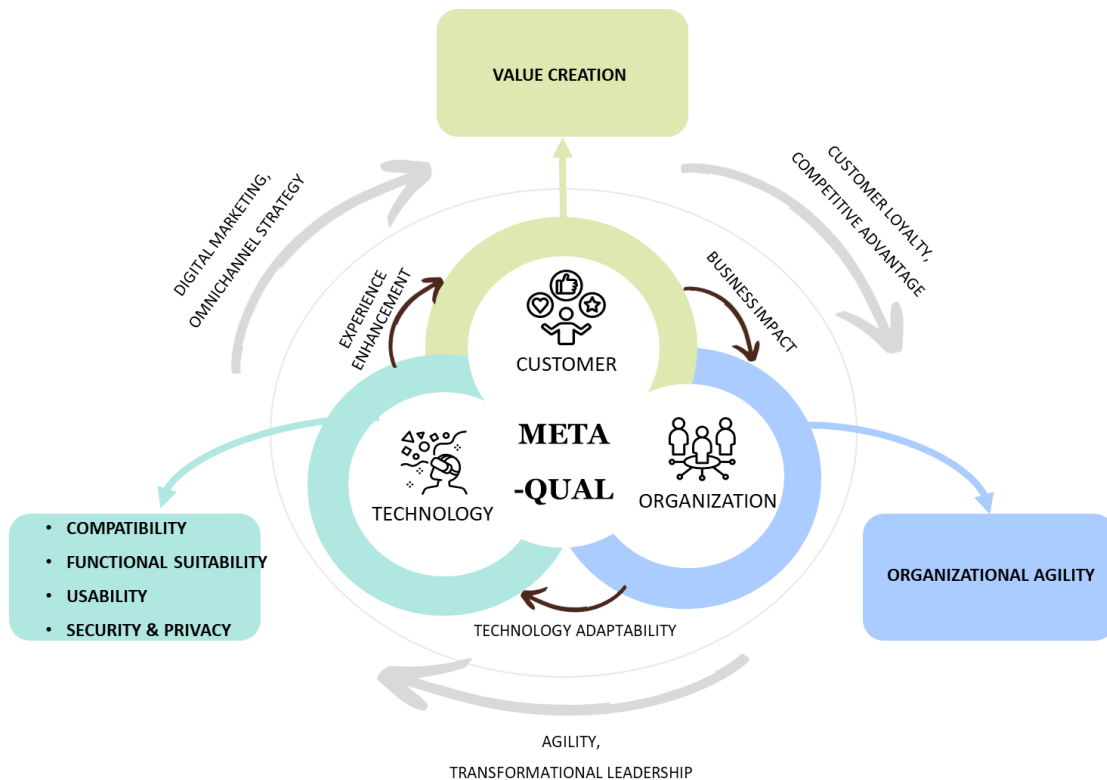 VALUE CREATION
DIGITAL MARKETING,
OMNICHANNEL STRATEGY
CUSTOMER LOYALTY,
COMPETITIVE ADVANTAGE
EXPERIENCE
ENHANCEMENT
BUSINESS IMPACT
CUSTOMER
META
-QUAL
TECHNOLOGY
ORGANIZATION
• COMPATIBILITY
• FUNCTIONAL SUITABILITY
• USABILITY
• SECURITY & PRIVACY
ORGANIZATIONAL AGILITY
TECHNOLOGY ADAPTABILITY
AGILITY,
TRANSFORMATIONAL LEADERSHIP